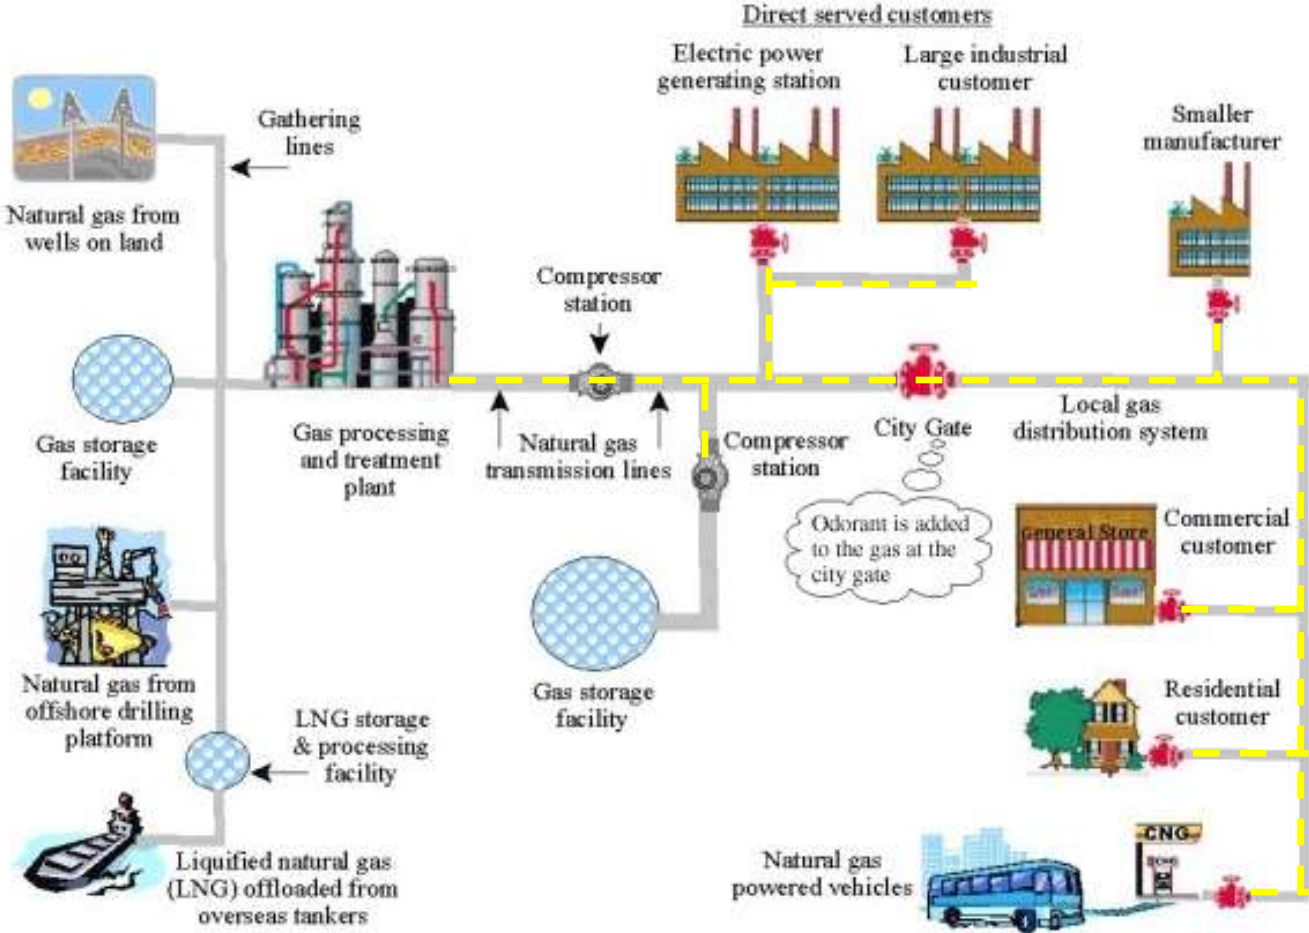 Direct served customers
Electric power
generating station
Large industrial
customer
Smaller
manufacturer
Gathering
lines
Natural gas from
wells on land
Compressor
station
Gas storage
facility
Gas processing
and treatment
plant
Natural gas
transmission lines
Compressor
station
City Gate
Local gas
distribution system
Odorant is added
to the gas at the
city gate
General Store
Commercial
customer
Natural gas from
offshore drilling
platform
LNG storage
& processing
facility
Gas storage
facility
Residential
customer
Liquified natural gas
(LNG) offloaded from
overseas tankers
Natural gas
powered vehicles
CNG